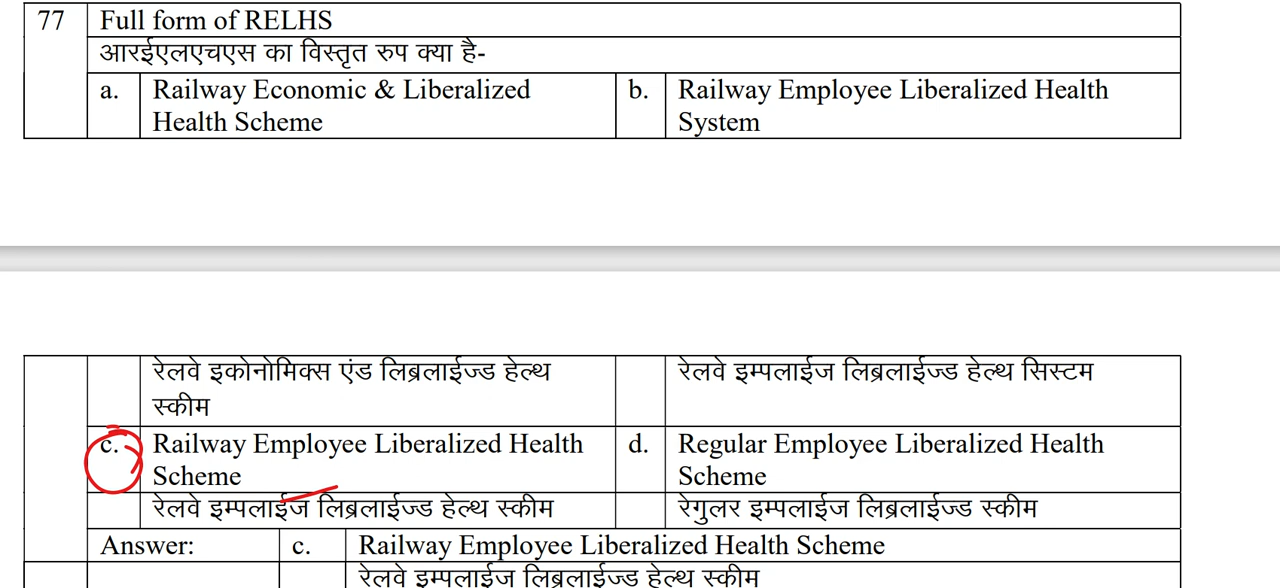 77 Full form of RELHS
आरईएलएचएस का विस्तृत रुप क्या है-
a. Railway Economic & Liberalized Health Scheme
b. Railway Employee Liberalized Health System
रेलवे इकोनोमिक्स एंड लिब्रलाईज्ड हेल्थ स्कीम
रेलवे इम्पलाईज लिब्रलाईज्ड हेल्थ सिस्टम
c. Railway Employee Liberalized Health Scheme
d. Regular Employee Liberalized Health Scheme
रेलवे इम्पलाईज लिब्रलाईज्ड हेल्थ स्कीम
रेगुलर इम्पलाईज लिब्रलाईज्ड स्कीम
Answer: c. Railway Employee Liberalized Health Scheme
रेलवे इम्पलाईज लिब्रलाईज्ड हेल्थ स्कीम